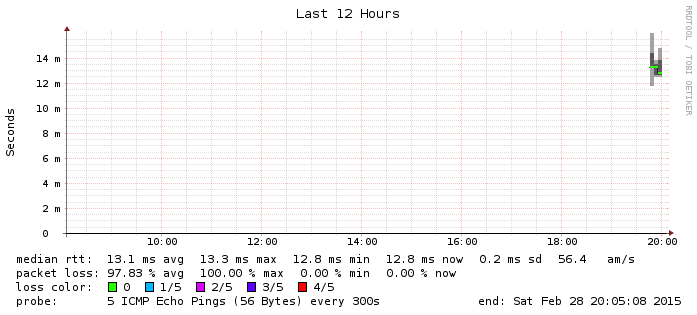 Last 12 Hours
RRDTOOL / TOBI OETIKER
Seconds
14 m
12 m
10 m
8 m
6 m
4 m
2 m
0
10:00 12:00 14:00 16:00 18:00 20:00
median rtt: 13.1 ms avg 13.3 ms max 12.8 ms min 12.8 ms now 0.2 ms sd 56.4 am/s
packet loss: 97.83 % avg 100.00 % max 0.00 % min 0.00 % now
loss color: 0 1/5 2/5 3/5 4/5
probe: 5 ICMP Echo Pings (56 Bytes) every 300s end: Sat Feb 28 20:05:08 2015